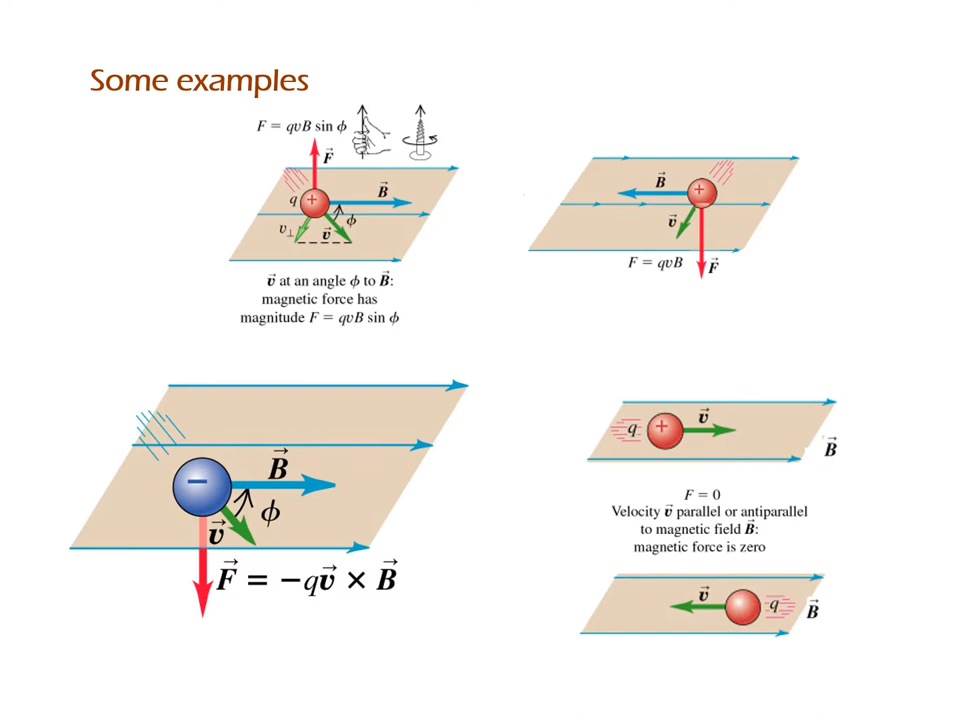 Some examples
F = qvB sin ϕ
F⃗
B⃗
q
+
ϕ
v⊥
v⃗
v⃗ at an angle ϕ to B⃗:
magnetic force has
magnitude F = qvB sin ϕ
B⃗
+
v⃗
F = qvB
F⃗
−
B⃗
ϕ
v⃗
F⃗ = −qv⃗ × B⃗
q
+
v⃗
B⃗
F = 0
Velocity v⃗ parallel or antiparallel
to magnetic field B⃗:
magnetic force is zero
v⃗
q
B⃗